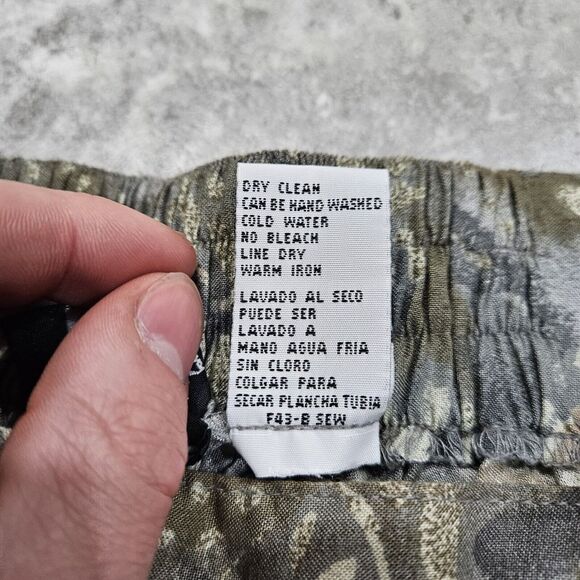 DRY CLEAN
CAN BE HAND WASHED
COLD WATER
NO BLEACH
LINE DRY
WARM IRON
LAVADO AL SECO
PUEDE SER
LAVADO A
MANO AGUA FRIA
SIN CLORO
COLGAR PARA
SECAR PLANCHA TUBIA
F43-B SEW